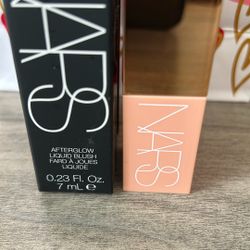 NARS
AFTERGLOW
LIQUID BLUSH
FARD À JOUES
LIQUIDE
0.23 Fl. Oz.
7 mL e
NARS